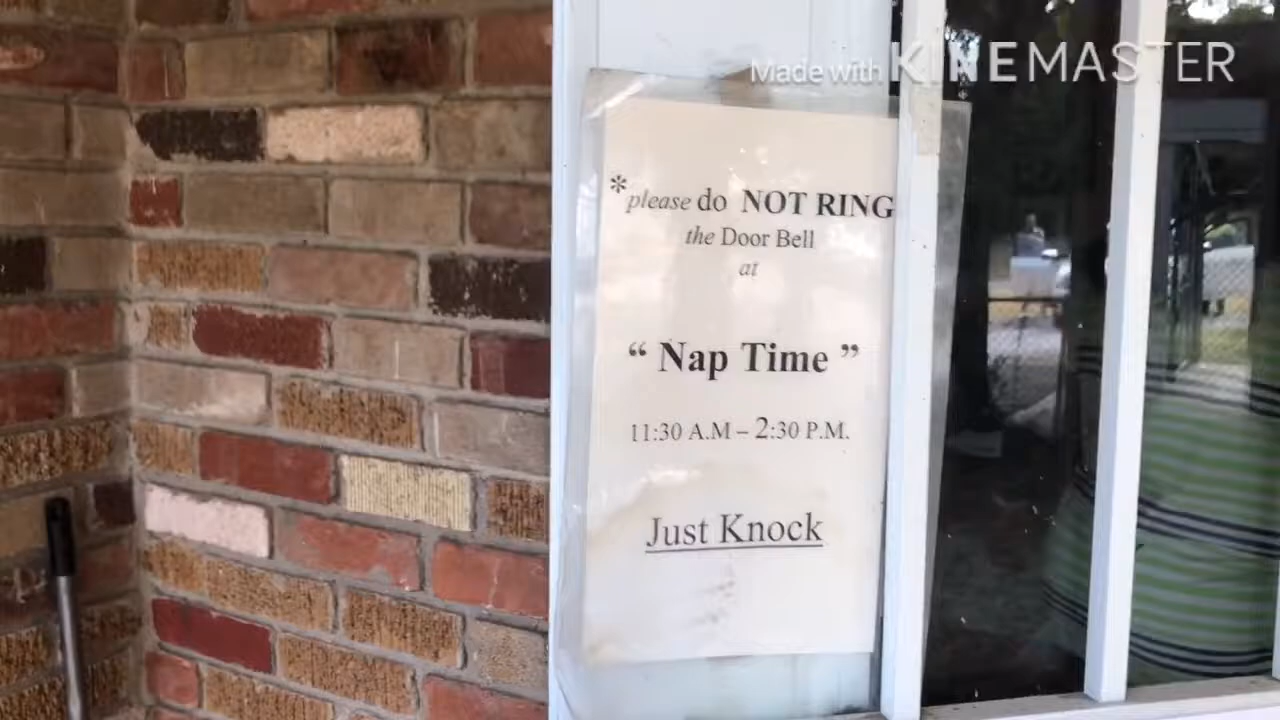 Made with KINEMASTER
*please do NOT RING
the Door Bell
at
“ Nap Time ”
11:30 A.M – 2:30 P.M.
Just Knock